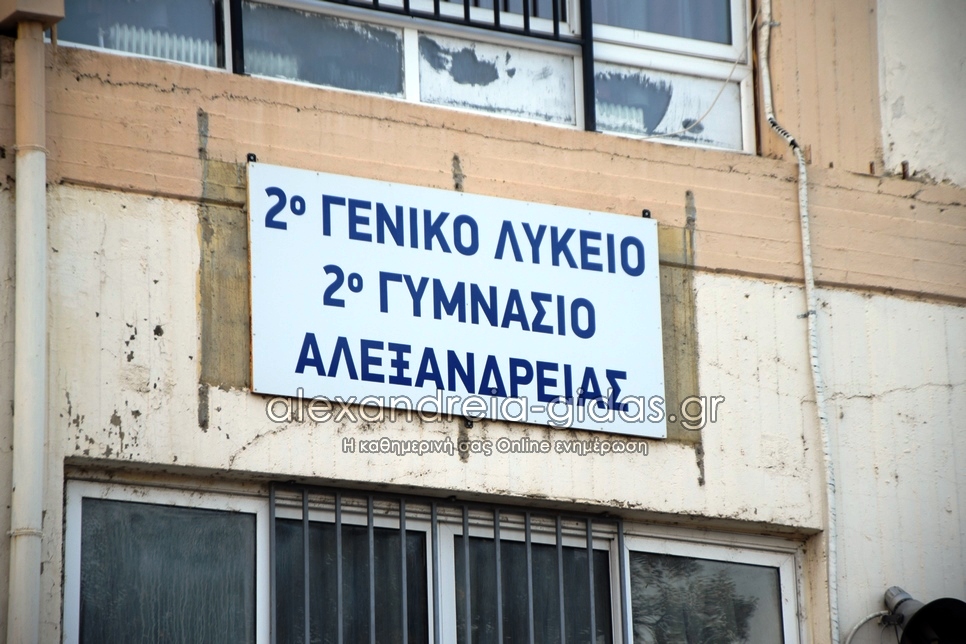 2ο ΓΕΝΙΚΟ ΛΥΚΕΙΟ
2ο ΓΥΜΝΑΣΙΟ
ΑΛΕΞΑΝΔΡΕΙΑΣ
alexandreia-gidas.gr
Η καθημερινή σας Online ενημέρωση